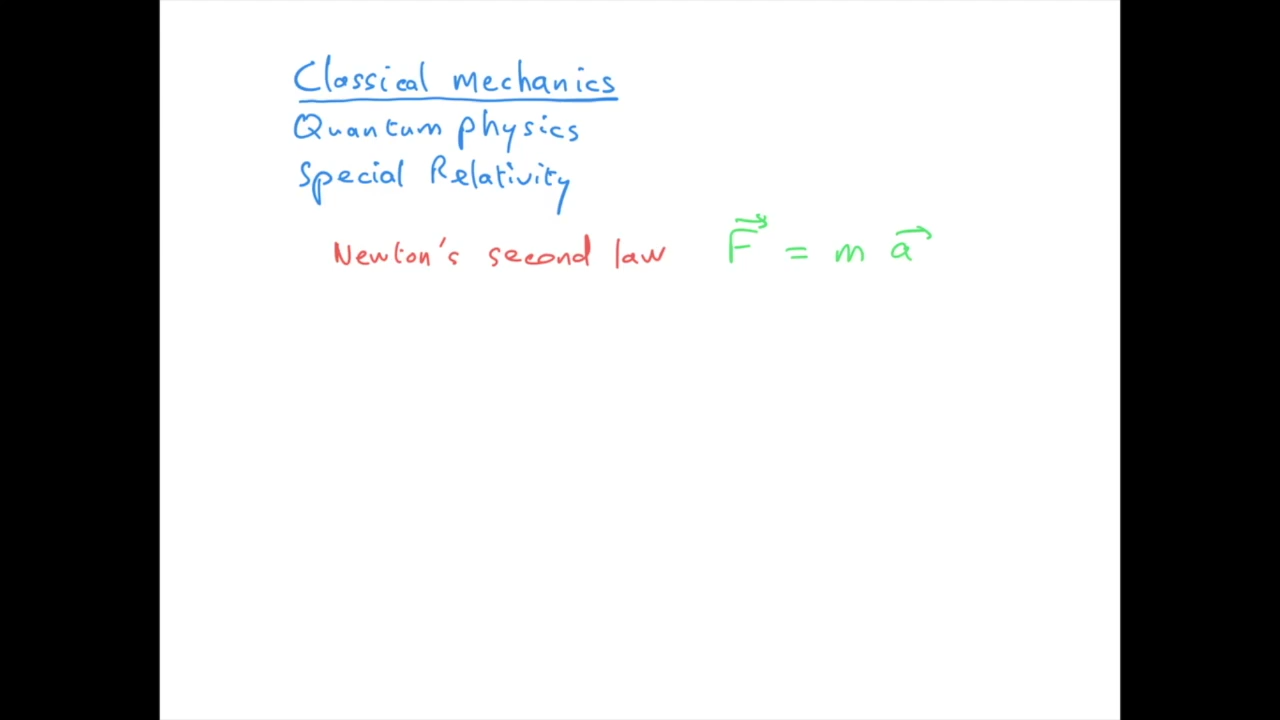 Classical mechanics
Quantum physics
Special Relativity
Newton's second law F⃗ = m a⃗